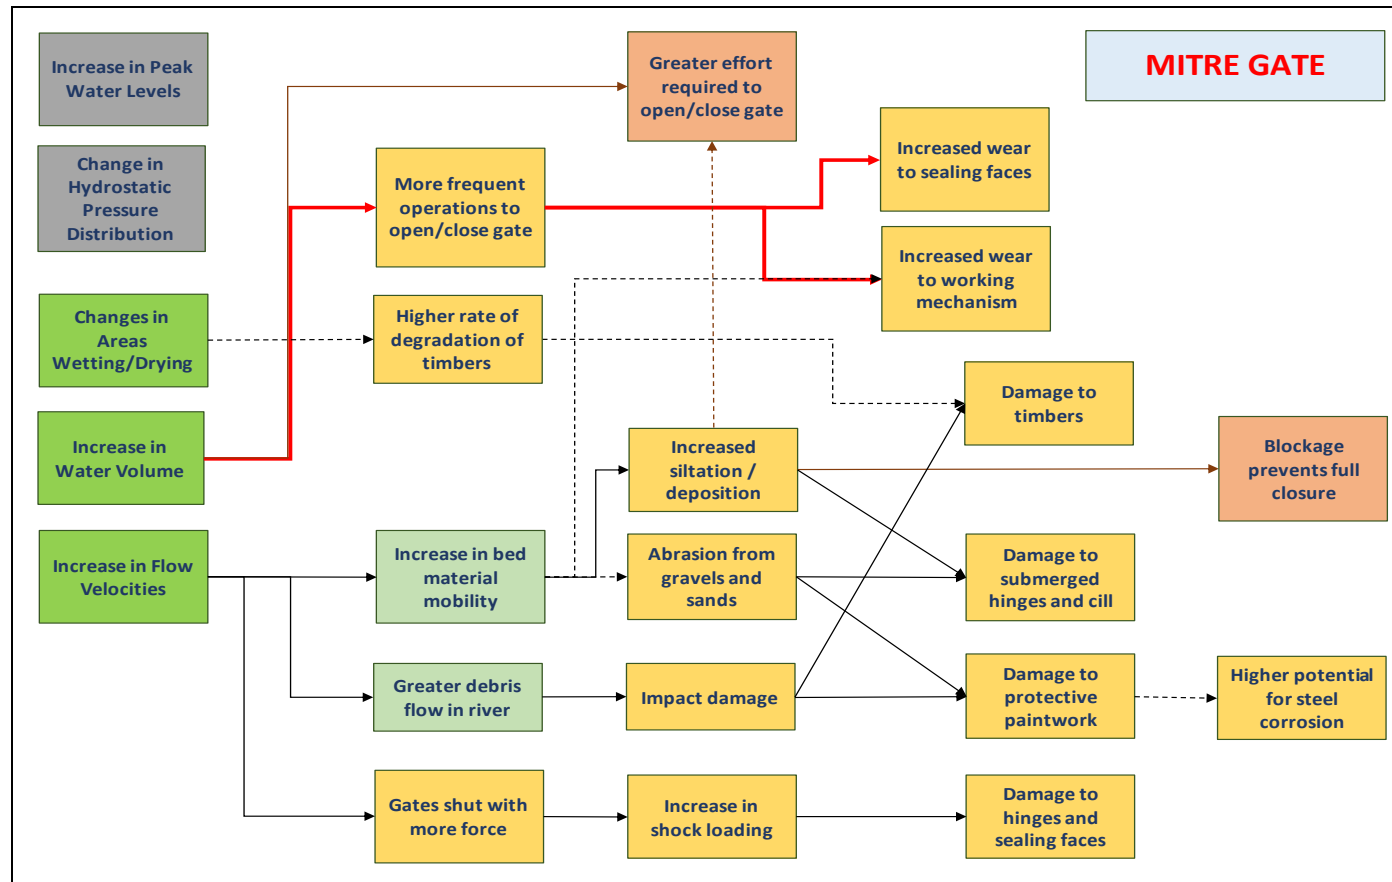 Increase in Peak
Water Levels
Greater effort
required to
open/close gate
MITRE GATE
Change in
Hydrostatic
Pressure
Distribution
More frequent
operations to
open/close gate
Increased wear
to sealing faces
Increased wear
to working
mechanism
Changes in
Areas
Wetting/Drying
Higher rate of
degradation of
timbers
Damage to
timbers
Increase in
Water Volume
Increased
siltation /
deposition
Blockage
prevents full
closure
Increase in Flow
Velocities
Increase in bed
material
mobility
Abrasion from
gravels and
sands
Damage to
submerged
hinges and cill
Greater debris
flow in river
Impact damage
Damage to
protective
paintwork
Higher potential
for steel
corrosion
Gates shut with
more force
Increase in
shock loading
Damage to
hinges and
sealing faces